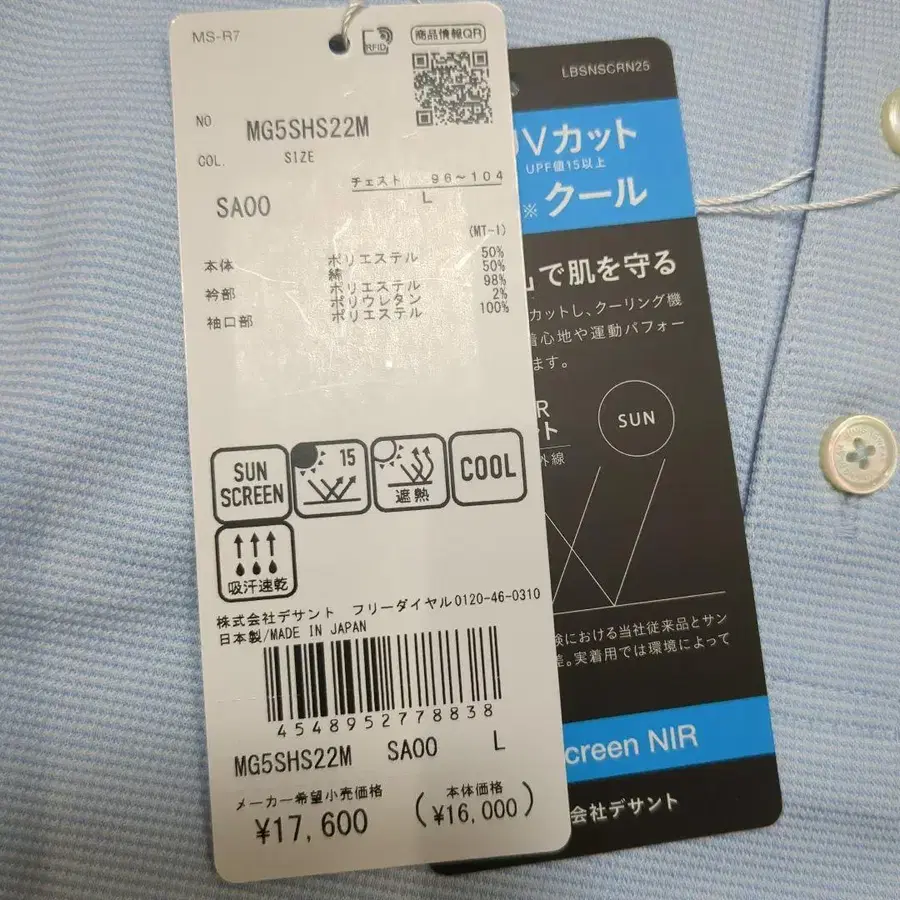 MS-R7
RFID
商品情報QR
NO
MG5SHS22M
COL.
SIZE
チェスト 96~104
SA00
L
(MT-I)
本体 ポリエステル 50%
綿 50%
衿部 ポリエステル 98%
ポリウレタン 2%
袖口部 ポリエステル 100%
SUN SCREEN
15
遮熱
COOL
吸汗速乾
株式会社デサント フリーダイヤル0120-46-0310
日本製/MADE IN JAPAN
4548952778838
MG5SHS22M SA00 L
メーカー希望小売価格
¥17,600
(本体価格 ¥16,000)
LBSNSCRN25
Vカット
UPF値15以上
※ クール
で肌を守る
カットし、クーリング機
着心地や運動パフォー
ます。
R
ト
外線
SUN
験における当社従来品とサン
差。実着用では環境によって
creen NIR
会社デサント